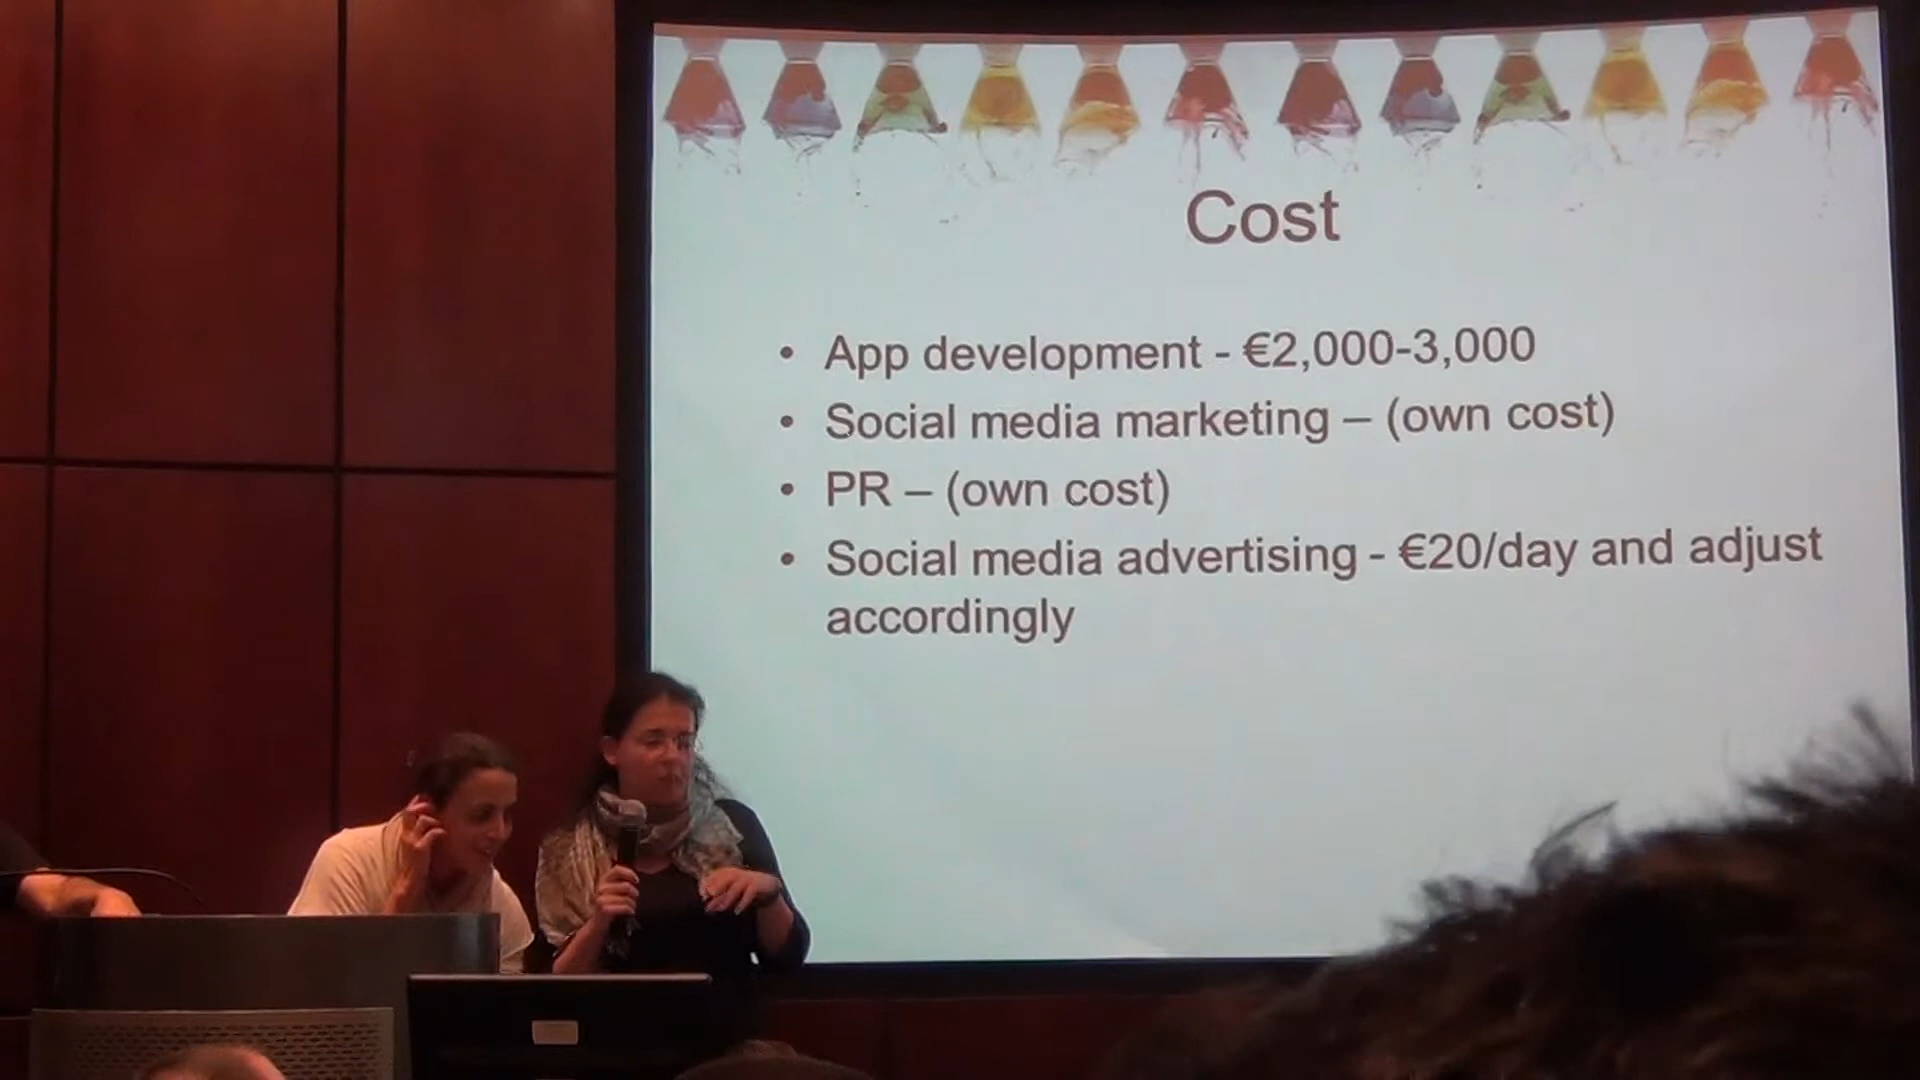 Cost
• App development - €2,000-3,000
• Social media marketing – (own cost)
• PR – (own cost)
• Social media advertising - €20/day and adjust
accordingly